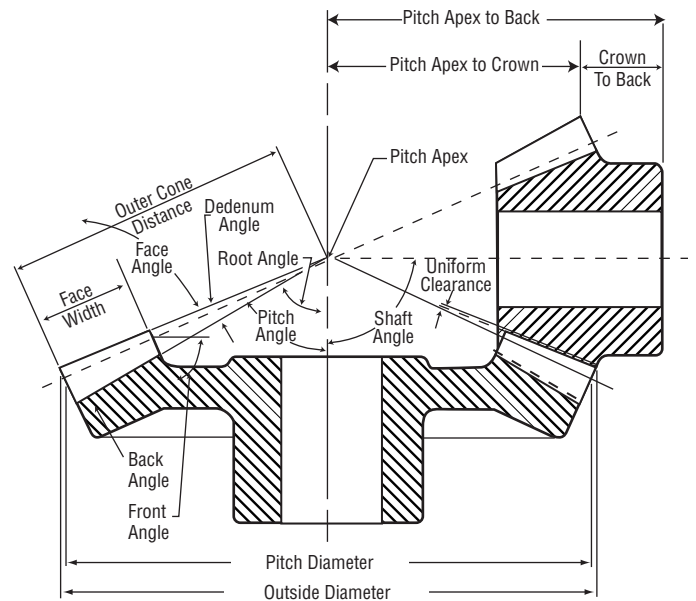 Pitch Apex to Back
Pitch Apex to Crown
Crown
To Back
Pitch Apex
Outer Cone
Distance
Dedenum
Angle
Face
Angle
Root Angle
Uniform
Clearance
Face
Width
Pitch
Angle
Shaft
Angle
Back
Angle
Front
Angle
Pitch Diameter
Outside Diameter